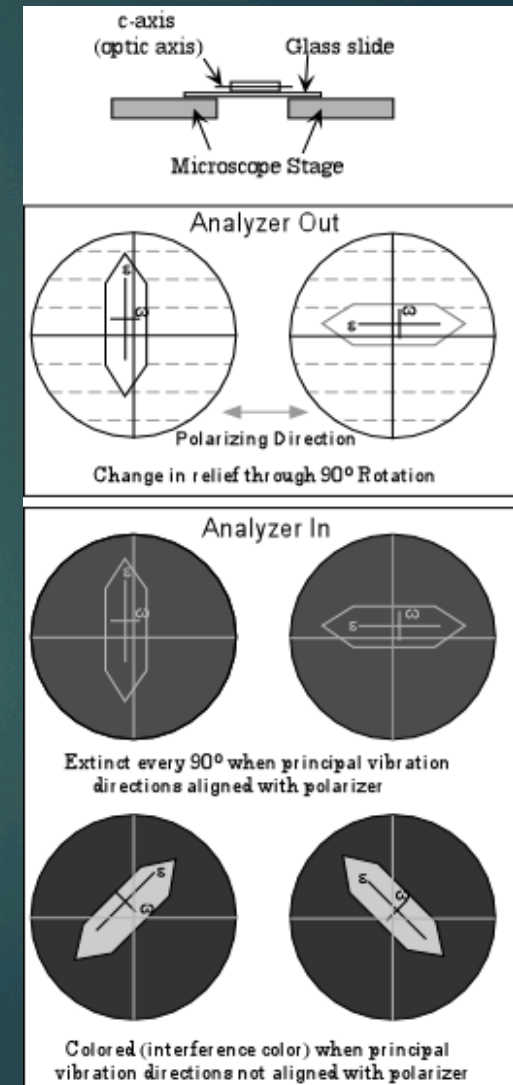 c-axis
(optic axis)
Glass slide
Microscope Stage
Analyzer Out
ε
ω
ε
ω
Polarizing Direction
Change in relief through 90º Rotation
Analyzer In
ε
ω
ε
ω
Extinct every 90º when principal vibration
directions aligned with polarizer
ε
ω
ε
ω
Colored (interference color) when principal
vibration directions not aligned with polarizer